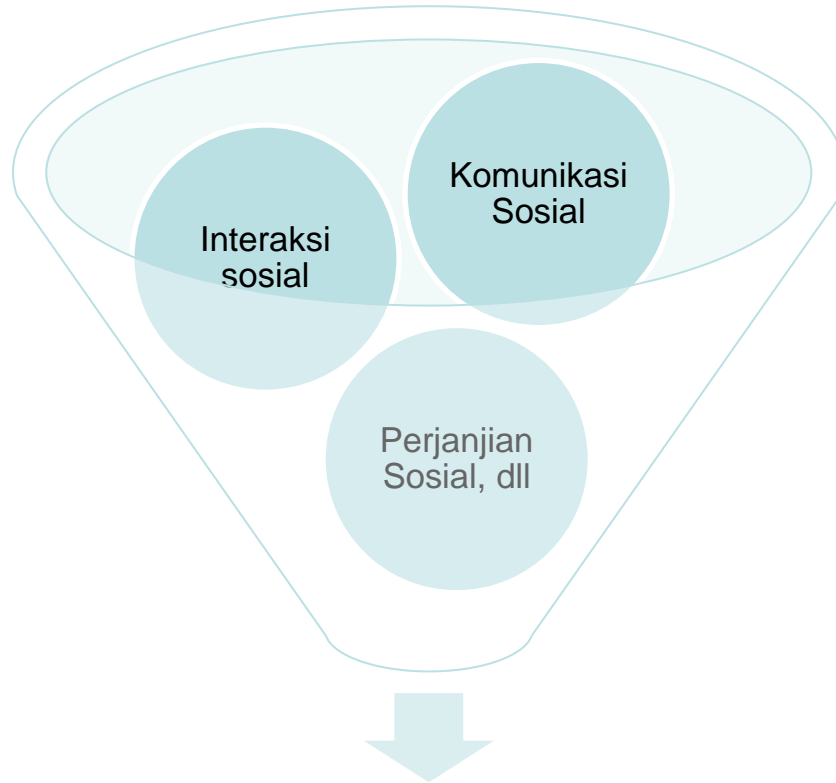 Komunikasi
Sosial
Interaksi
sosial
Perjanjian
Sosial, dll